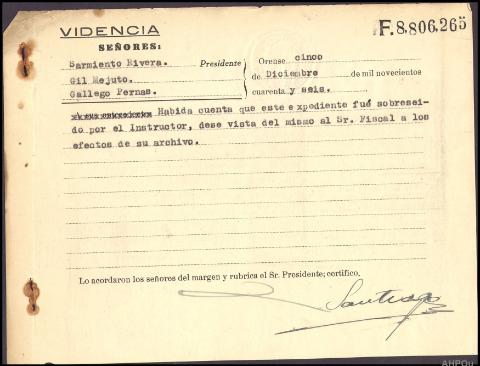 VIDENCIA
F.8.806.265
SEÑORES:
Sarmiento Rivera. Presidente
Gil Mejuto.
Gallego Pernas.
Orense cinco
de Diciembre de mil novecientos
cuarenta y seis.
Habida cuenta que este expediente fué sobresei-
do por el Instructor, dese vista del mismo al Sr. Fiscal a los
efectos de su archivo.
Lo acordaron los señores del margen y rubrica el Sr. Presidente; certifico.
Santiago
AHPOu